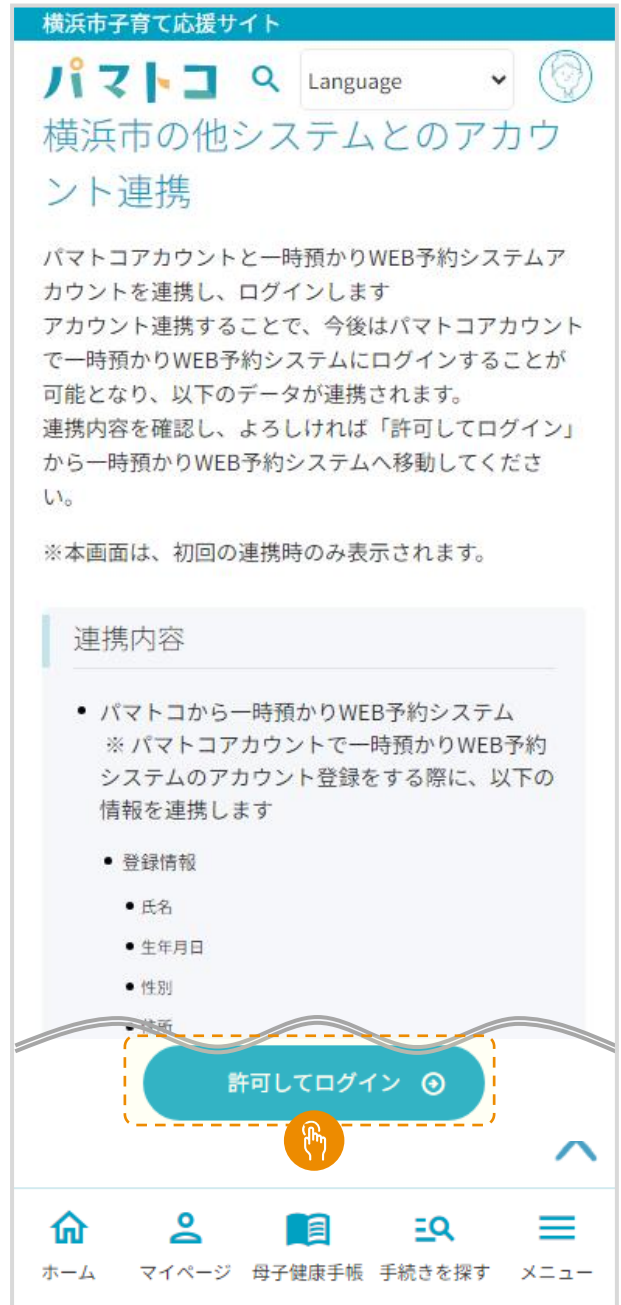 横浜市子育て応援サイト
パマトコ
Language
横浜市の他システムとのアカウ
ント連携
パマトコアカウントと一時預かりWEB予約システムア
カウントを連携し、ログインします
アカウント連携することで、今後はパマトコアカウント
で一時預かりWEB予約システムにログインすることが
可能となり、以下のデータが連携されます。
連携内容を確認し、よろしければ「許可してログイン」
から一時預かりWEB予約システムへ移動してくださ
い。
※本画面は、初回の連携時のみ表示されます。
連携内容
• パマトコから一時預かりWEB予約システム
※ パマトコアカウントで一時預かりWEB予約
システムのアカウント登録をする際に、以下の
情報を連携します
• 登録情報
• 氏名
• 生年月日
• 性別
• 住所
許可してログイン
ホーム マイページ 母子健康手帳 手続きを探す メニュー